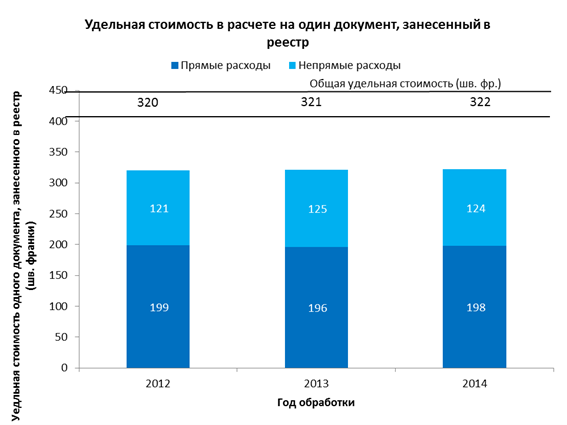 Удельная стоимость в расчете на один документ, занесенный в
реестр
Прямые расходы Непрямые расходы
Общая удельная стоимость (шв. фр.)
320 321 322
Уедльная стоимость одного документа, занесенного в реестр
(шв. франки)
450
400
350
300
250
200
150
100
50
0
121 125 124
199 196 198
2012 2013 2014
Год обработки